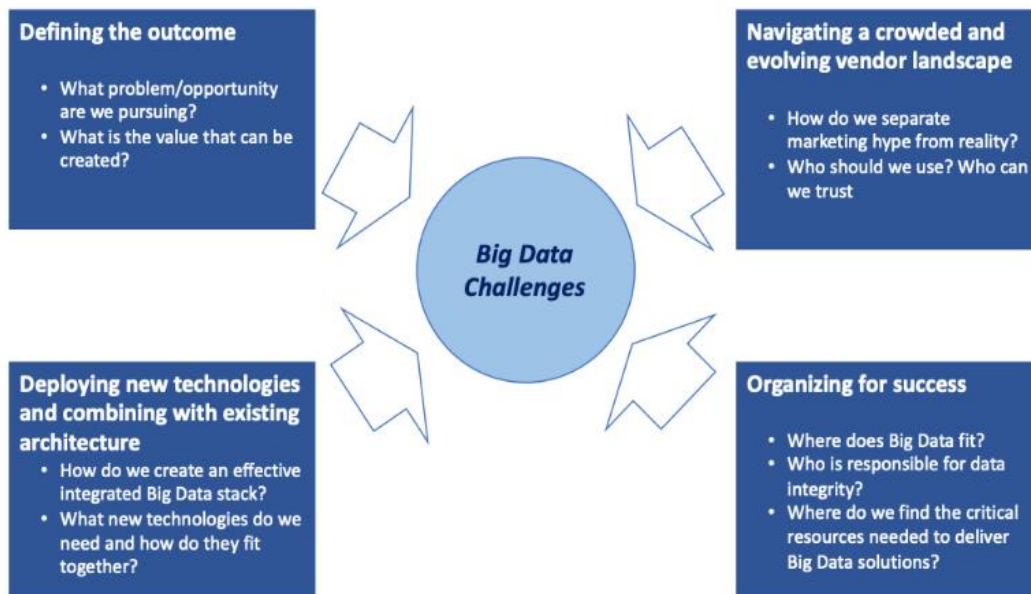 Defining the outcome
• What problem/opportunity
are we pursuing?
• What is the value that can be
created?
Navigating a crowded and
evolving vendor landscape
• How do we separate
marketing hype from reality?
• Who should we use? Who can
we trust
Big Data
Challenges
Deploying new technologies
and combining with existing
architecture
• How do we create an effective
integrated Big Data stack?
• What new technologies do we
need and how do they fit
together?
Organizing for success
• Where does Big Data fit?
• Who is responsible for data
integrity?
• Where do we find the critical
resources needed to deliver
Big Data solutions?